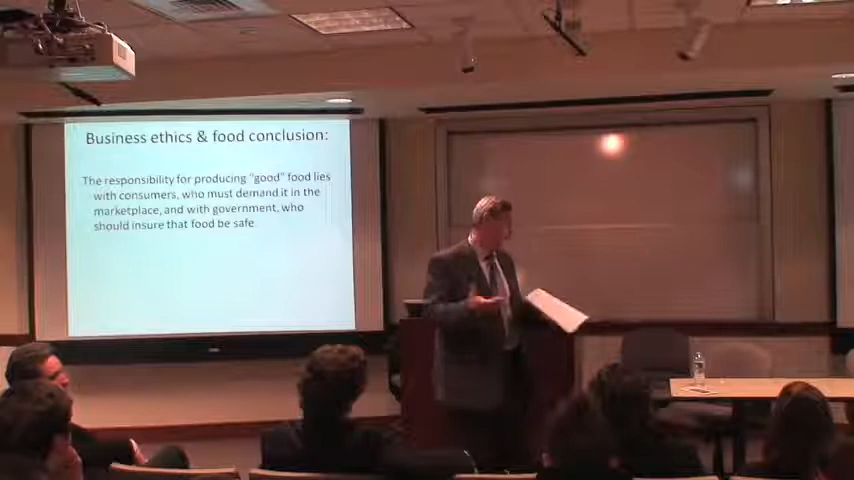 Business ethics & food conclusion:
The responsibility for producing "good" food lies
with consumers, who must demand it in the
marketplace, and with government, who
should insure that food be safe.